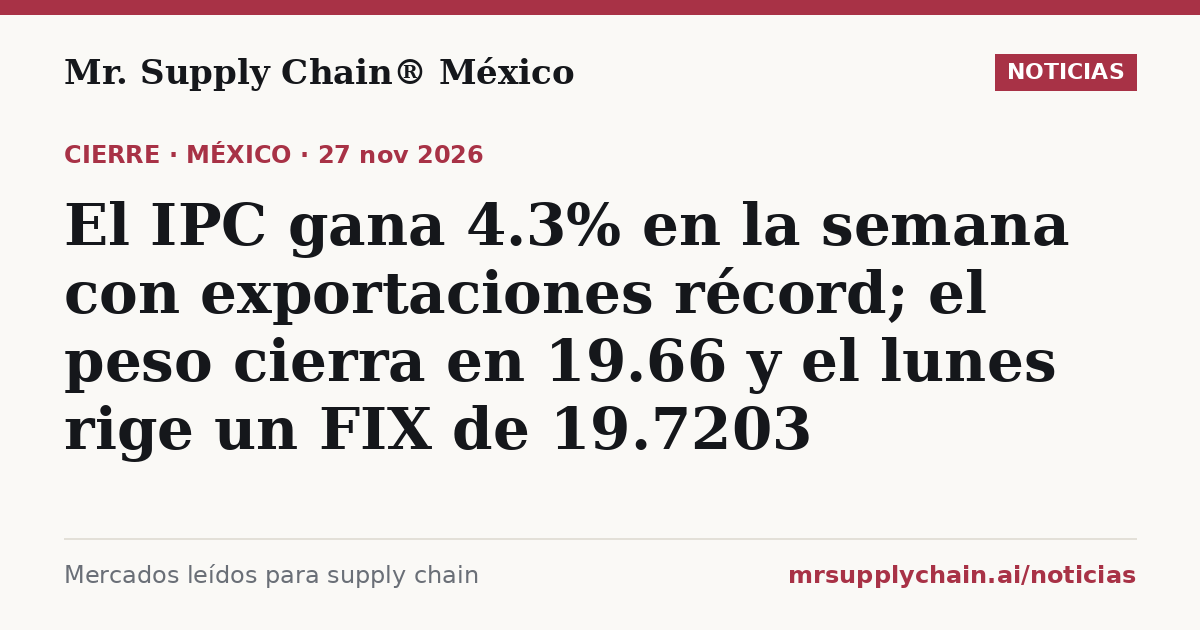 Mr. Supply Chain® México
NOTICIAS
CIERRE · MÉXICO · 27 nov 2026
El IPC gana 4.3% en la semana
con exportaciones récord; el
peso cierra en 19.66 y el lunes
rige un FIX de 19.7203
Mercados leídos para supply chain
mrsupplychain.ai/noticias